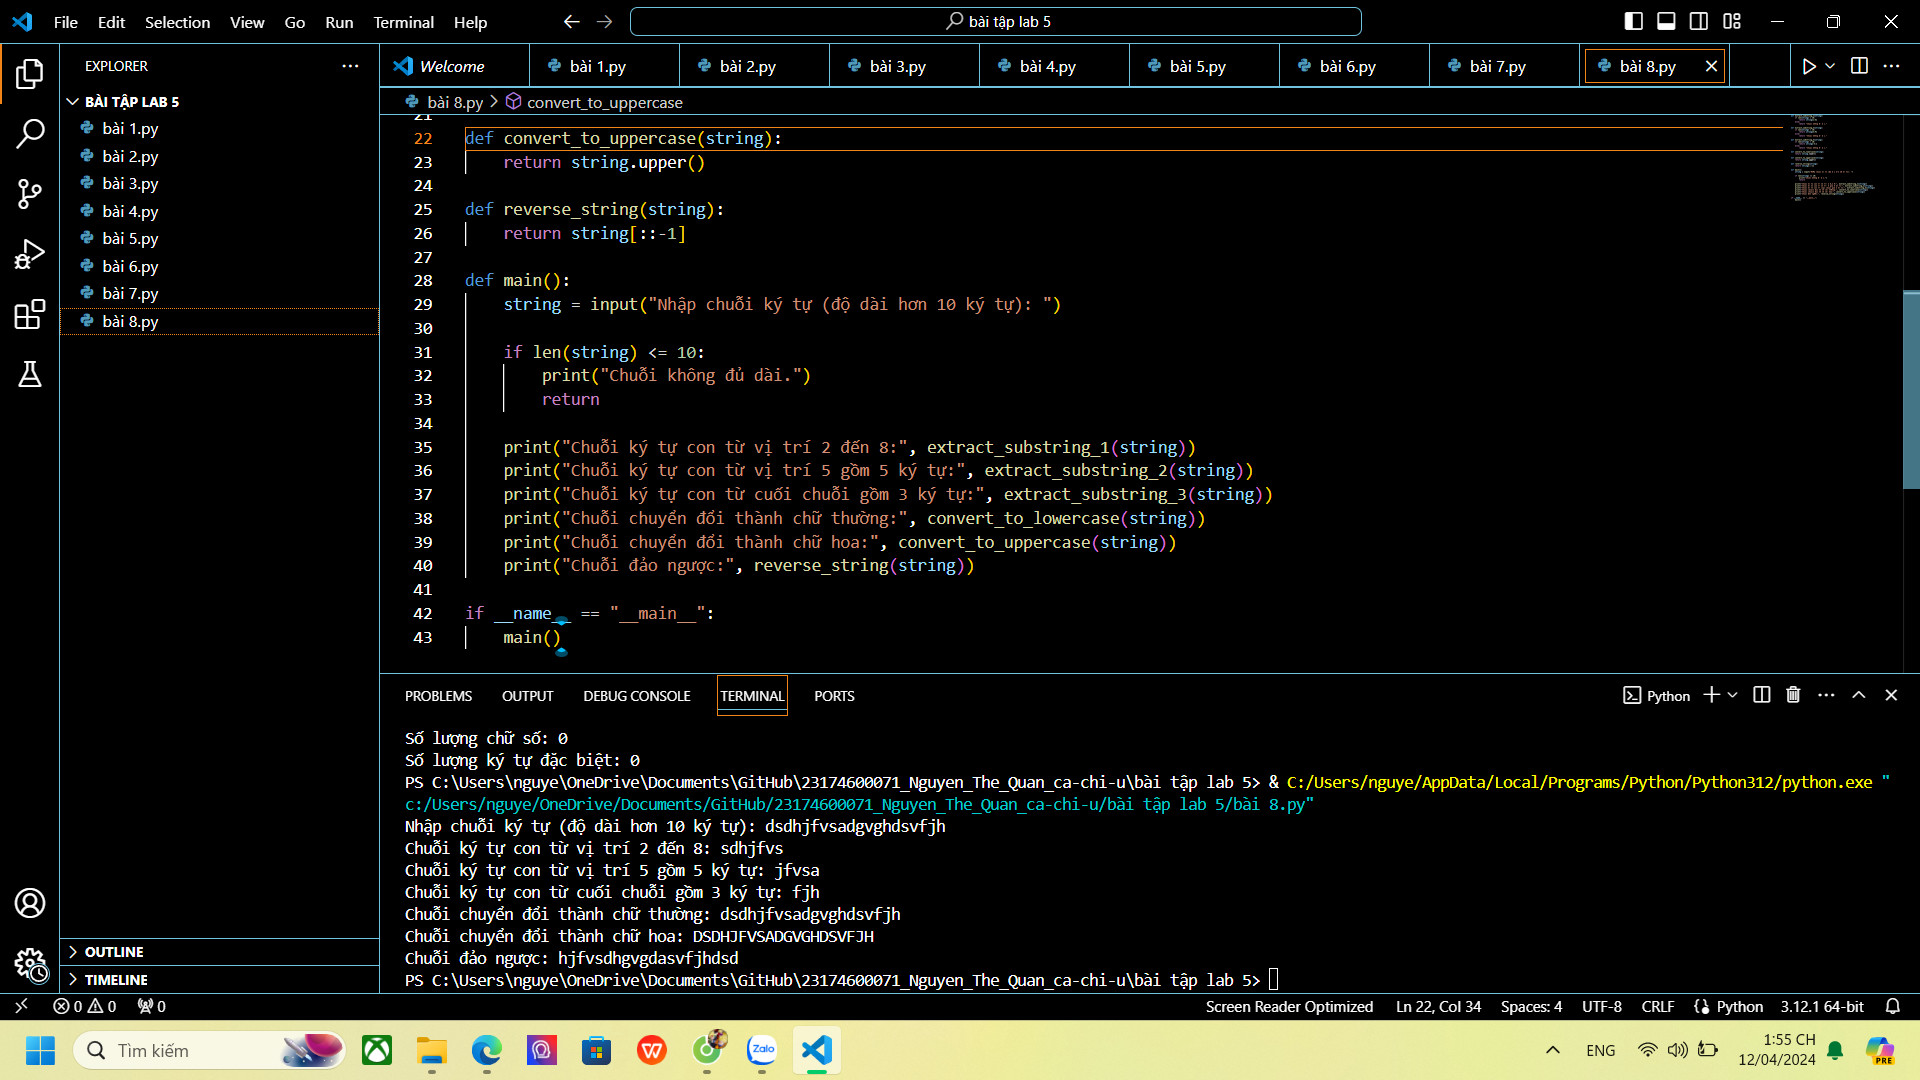 File Edit Selection View Go Run Terminal Help
bài tập lab 5
EXPLORER
BÀI TẬP LAB 5
bài 1.py
bài 2.py
bài 3.py
bài 4.py
bài 5.py
bài 6.py
bài 7.py
bài 8.py
OUTLINE
TIMELINE
Welcome bài 1.py bài 2.py bài 3.py bài 4.py bài 5.py bài 6.py bài 7.py bài 8.py
bài 8.py > convert_to_uppercase
21
22 def convert_to_uppercase(string):
23 return string.upper()
24
25 def reverse_string(string):
26 return string[::-1]
27
28 def main():
29 string = input("Nhập chuỗi ký tự (độ dài hơn 10 ký tự): ")
30
31 if len(string) <= 10:
32 print("Chuỗi không đủ dài.")
33 return
34
35 print("Chuỗi ký tự con từ vị trí 2 đến 8:", extract_substring_1(string))
36 print("Chuỗi ký tự con từ vị trí 5 gồm 5 ký tự:", extract_substring_2(string))
37 print("Chuỗi ký tự con từ cuối chuỗi gồm 3 ký tự:", extract_substring_3(string))
38 print("Chuỗi chuyển đổi thành chữ thường:", convert_to_lowercase(string))
39 print("Chuỗi chuyển đổi thành chữ hoa:", convert_to_uppercase(string))
40 print("Chuỗi đảo ngược:", reverse_string(string))
41
42 if __name__ == "__main__":
43 main()
PROBLEMS OUTPUT DEBUG CONSOLE TERMINAL PORTS
Python
Số lượng chữ số: 0
Số lượng ký tự đặc biệt: 0
PS C:\Users\nguye\OneDrive\Documents\GitHub\23174600071_Nguyen_The_Quan_ca-chi-u\bài tập lab 5> & C:/Users/nguye/AppData/Local/Programs/Python/Python312/python.exe "
c:/Users/nguye/OneDrive/Documents/GitHub/23174600071_Nguyen_The_Quan_ca-chi-u/bài tập lab 5/bài 8.py"
Nhập chuỗi ký tự (độ dài hơn 10 ký tự): dsdhjfvsadgvghdsvfjh
Chuỗi ký tự con từ vị trí 2 đến 8: sdhjfvs
Chuỗi ký tự con từ vị trí 5 gồm 5 ký tự: jfvsa
Chuỗi ký tự con từ cuối chuỗi gồm 3 ký tự: fjh
Chuỗi chuyển đổi thành chữ thường: dsdhjfvsadgvghdsvfjh
Chuỗi chuyển đổi thành chữ hoa: DSDHJFVSADGVGHDSVFJH
Chuỗi đảo ngược: hjfvsdhgvgdasvfjhdsd
PS C:\Users\nguye\OneDrive\Documents\GitHub\23174600071_Nguyen_The_Quan_ca-chi-u\bài tập lab 5>
0 0 0 Screen Reader Optimized Ln 22, Col 34 Spaces: 4 UTF-8 CRLF Python 3.12.1 64-bit
Tìm kiếm
Zalo
ENG
1:55 CH
12/04/2024
PRE